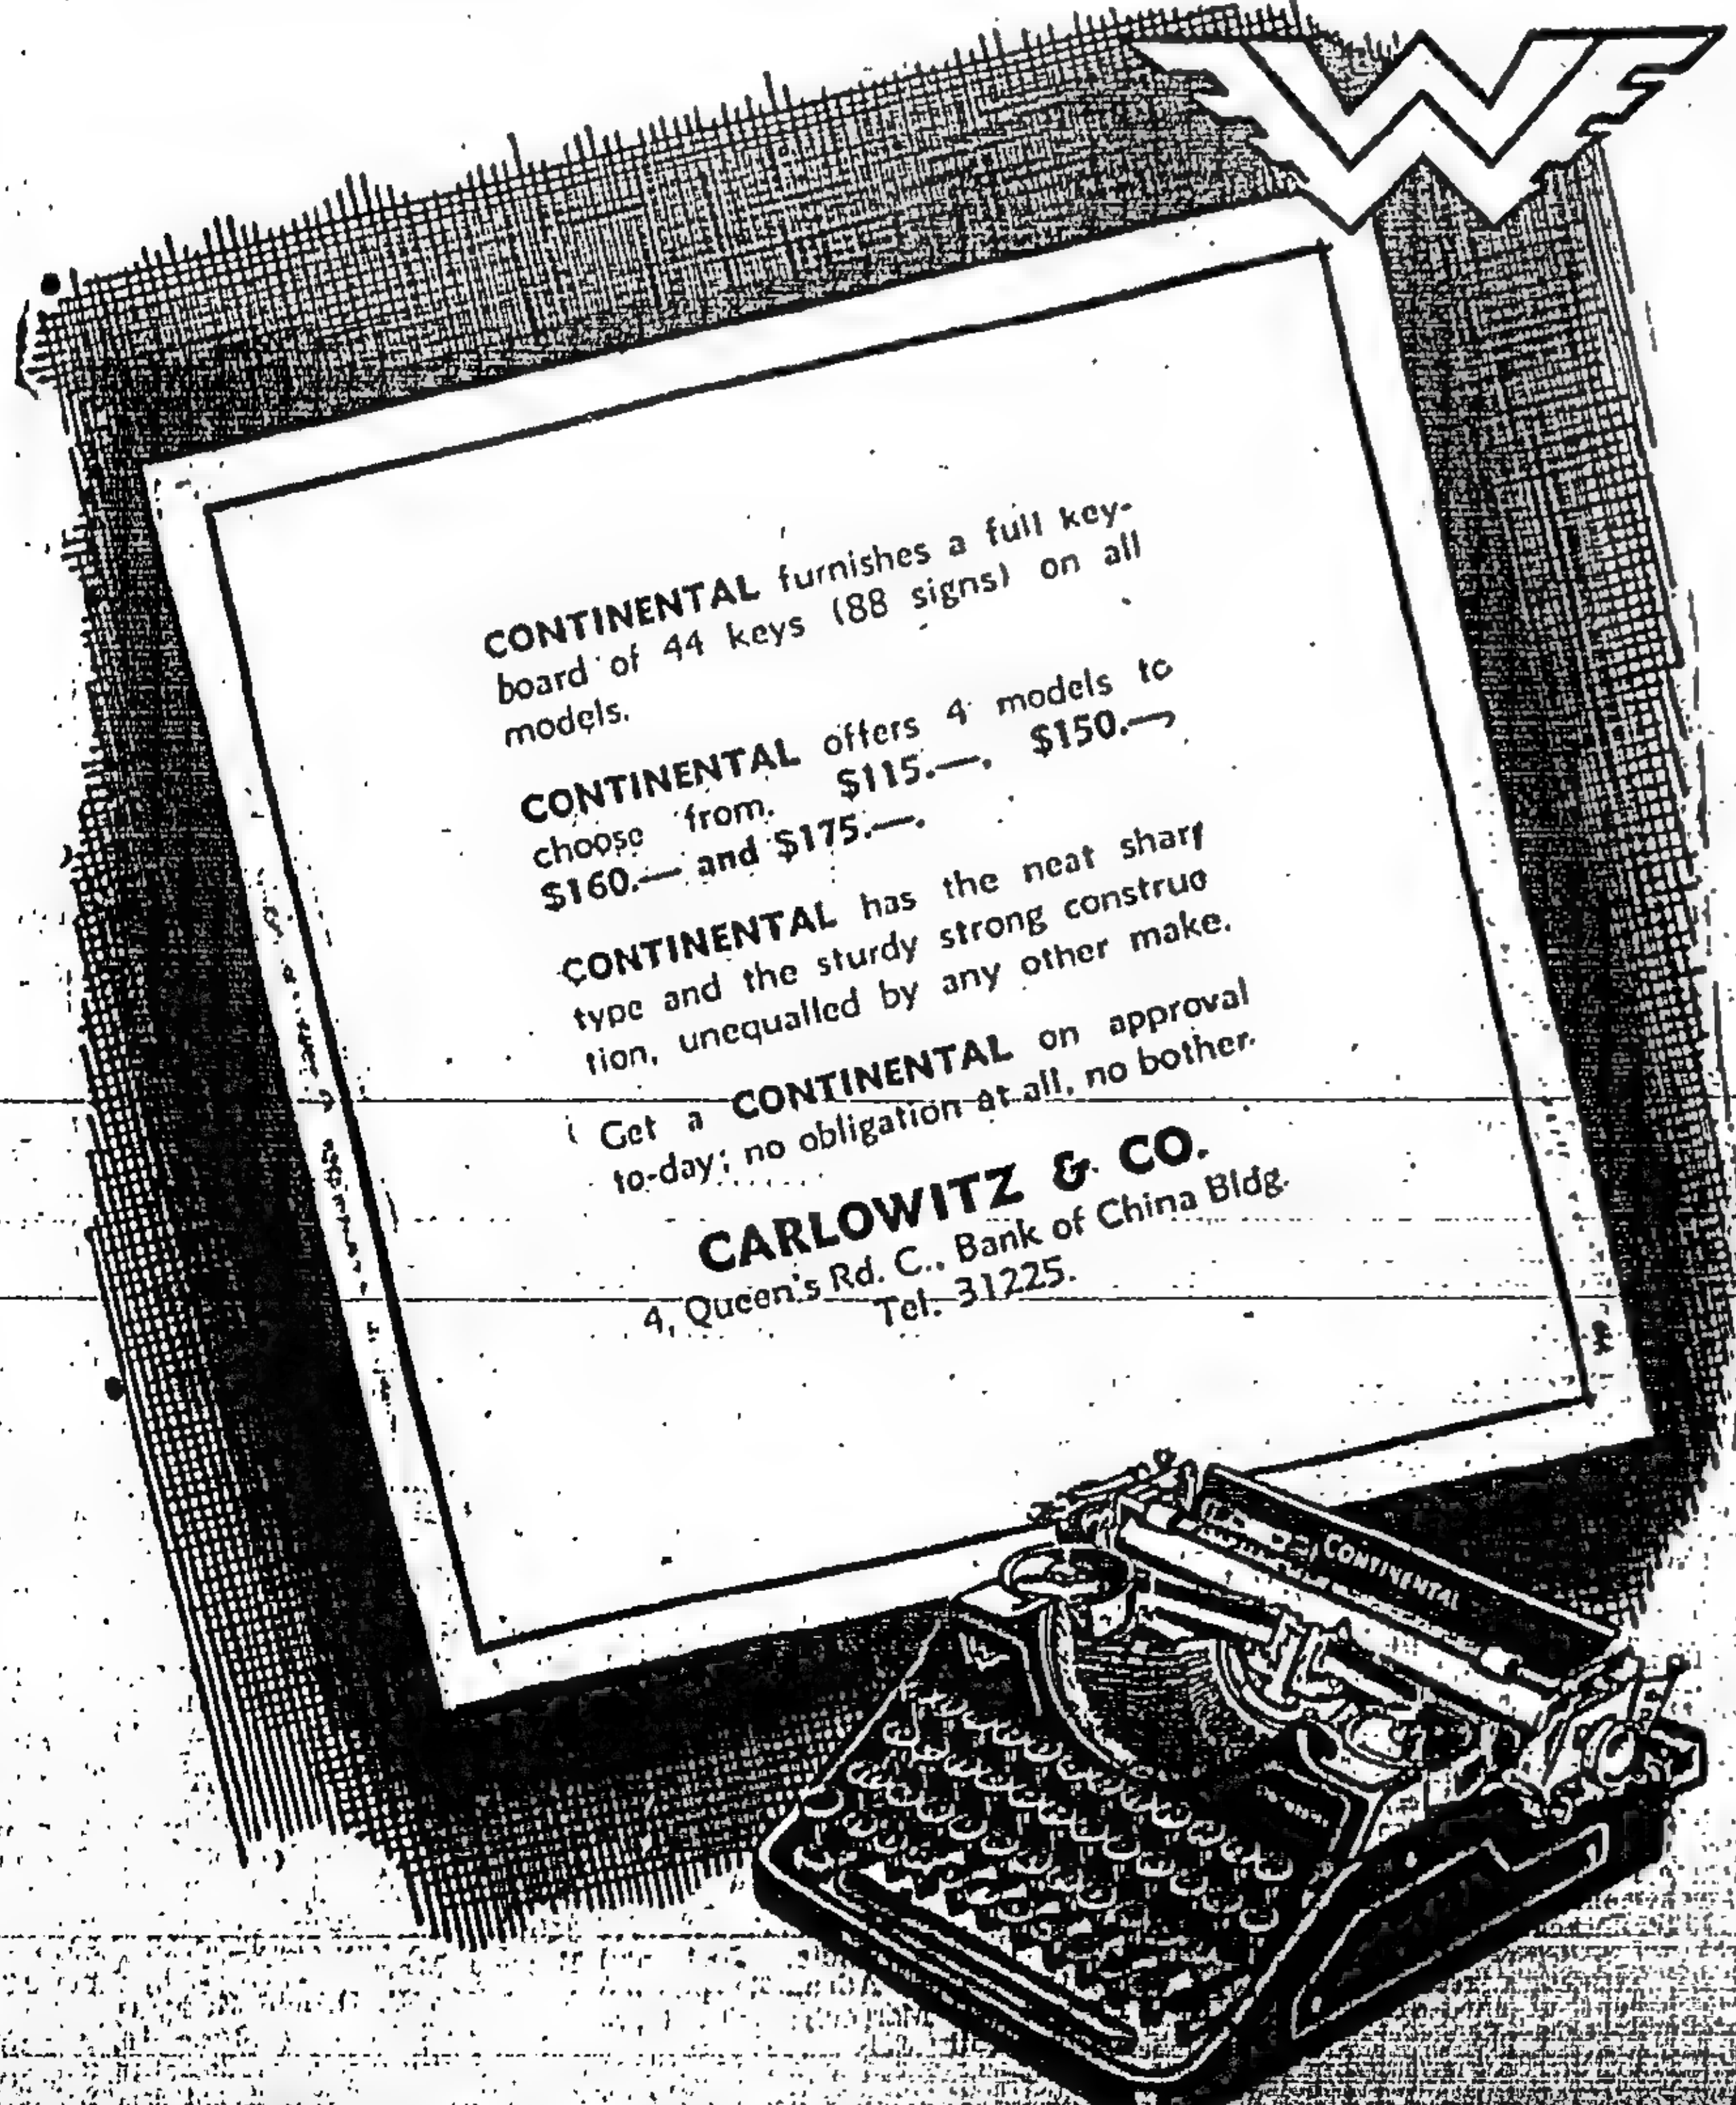 CONTINENTAL furnishes a full key-
board of 44 keys (88 signs) on all
models.
CONTINENTAL offers 4 models to
choose from. $115.—, $150.—,
$160.— and $175.—.
CONTINENTAL has the neat sharp
type and the sturdy strong construc
tion, unequalled by any other make.
Get a CONTINENTAL on approval
to-day; no obligation at all, no bother.
CARLOWITZ & CO.
4, Queen's Rd. C., Bank of China Bldg.
Tel. 31225.
CONTINENTAL